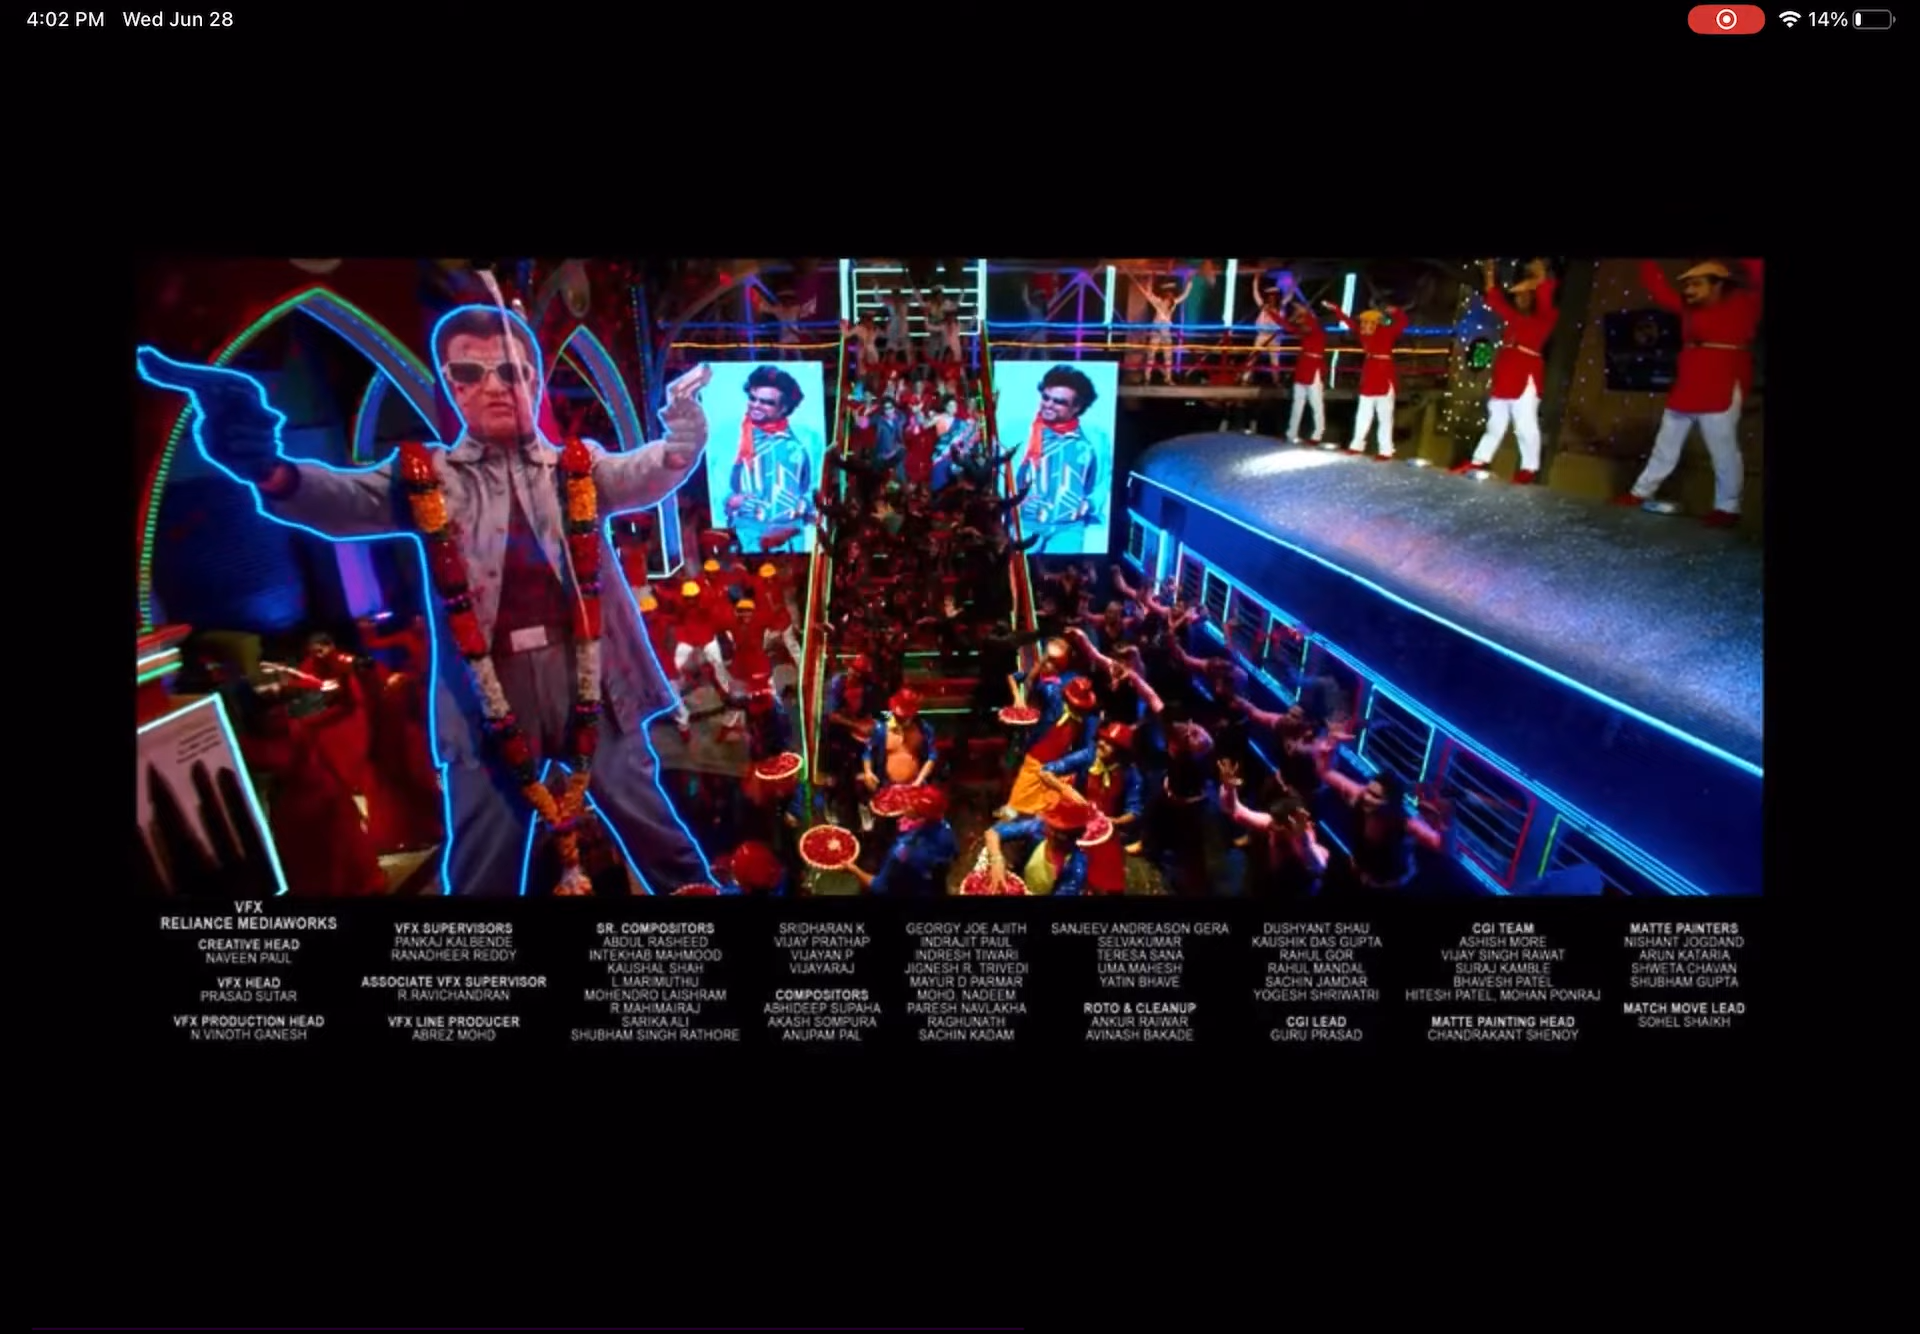 4:02 PM Wed Jun 28
14%
VFX
RELIANCE MEDIAWORKS
CREATIVE HEAD
NAVEEN PAUL
VFX HEAD
PRASAD SUTAR
VFX PRODUCTION HEAD
N.VINOTH GANESH
VFX SUPERVISORS
PANKAJ KALBENDE
RANADHEER REDDY
ASSOCIATE VFX SUPERVISOR
R.RAVICHANDRAN
VFX LINE PRODUCER
ABREZ MOHD
SR. COMPOSITORS
ABDUL RASHEED
INTEKHAB MAHMOOD
KAUSHAL SHAH
L.MARIMUTHU
MOHENDRO LAISHRAM
R.MAHIMAIRAJ
SARIKA ALI
SHUBHAM SINGH RATHORE
SRIDHARAN K
VIJAY PRATHAP
VIJAYAN.P
VIJAYARAJ
COMPOSITORS
ABHIDEEP SUPAHA
AKASH SOMPURA
ANUPAM PAL
GEORGY JOE AJITH
INDRAJIT PAUL
INDRESH TIWARI
JIGNESH R. TRIVEDI
MAYUR D PARMAR
MOHD. NADEEM
PARESH NAVLAKHA
RAGHUNATH
SACHIN KADAM
SANJEEV ANDREASON GERA
SELVAKUMAR
TERESA SANA
UMA MAHESH
YATIN BHAVE
ROTO & CLEANUP
ANKUR RAIWAR
AVINASH BAKADE
DUSHYANT SHAU
KAUSHIK DAS GUPTA
RAHUL GOR
RAHUL MANDAL
SACHIN JAMDAR
YOGESH SHRIWATRI
CGI LEAD
GURU PRASAD
CGI TEAM
ASHISH MORE
VIJAY SINGH RAWAT
SURAJ KAMBLE
BHAVESH PATEL
HITESH PATEL, MOHAN PONRAJ
MATTE PAINTING HEAD
CHANDRAKANT SHENOY
MATTE PAINTERS
NISHANT JOGDAND
ARUN KATARIA
SHWETA CHAVAN
SHUBHAM GUPTA
MATCH MOVE LEAD
SOHEL SHAIKH